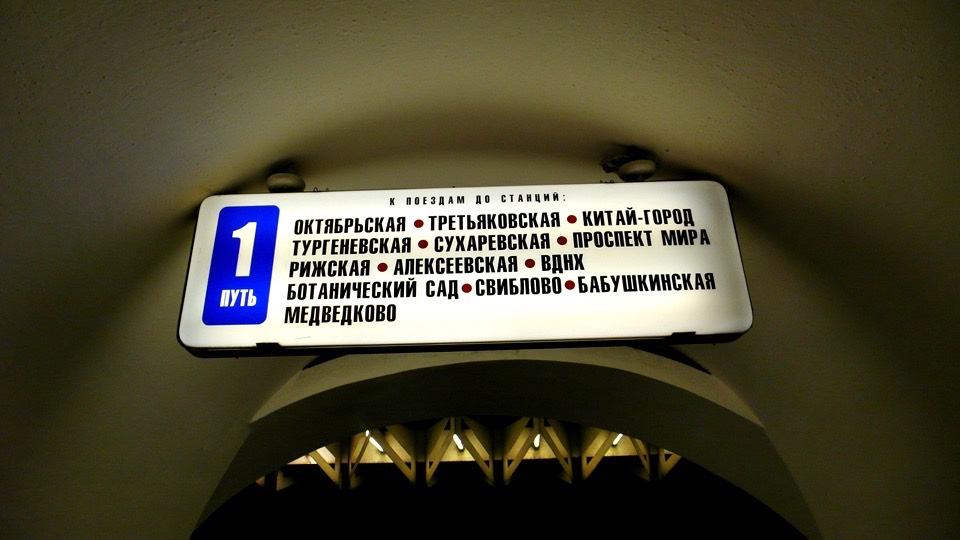 К ПОЕЗДАМ ДО СТАНЦИЙ:
1
ПУТЬ
ОКТЯБРЬСКАЯ • ТРЕТЬЯКОВСКАЯ • КИТАЙ-ГОРОД
ТУРГЕНЕВСКАЯ • СУХАРЕВСКАЯ • ПРОСПЕКТ МИРА
РИЖСКАЯ • АЛЕКСЕЕВСКАЯ • ВДНХ
БОТАНИЧЕСКИЙ САД • СВИБЛОВО • БАБУШКИНСКАЯ
МЕДВЕДКОВО